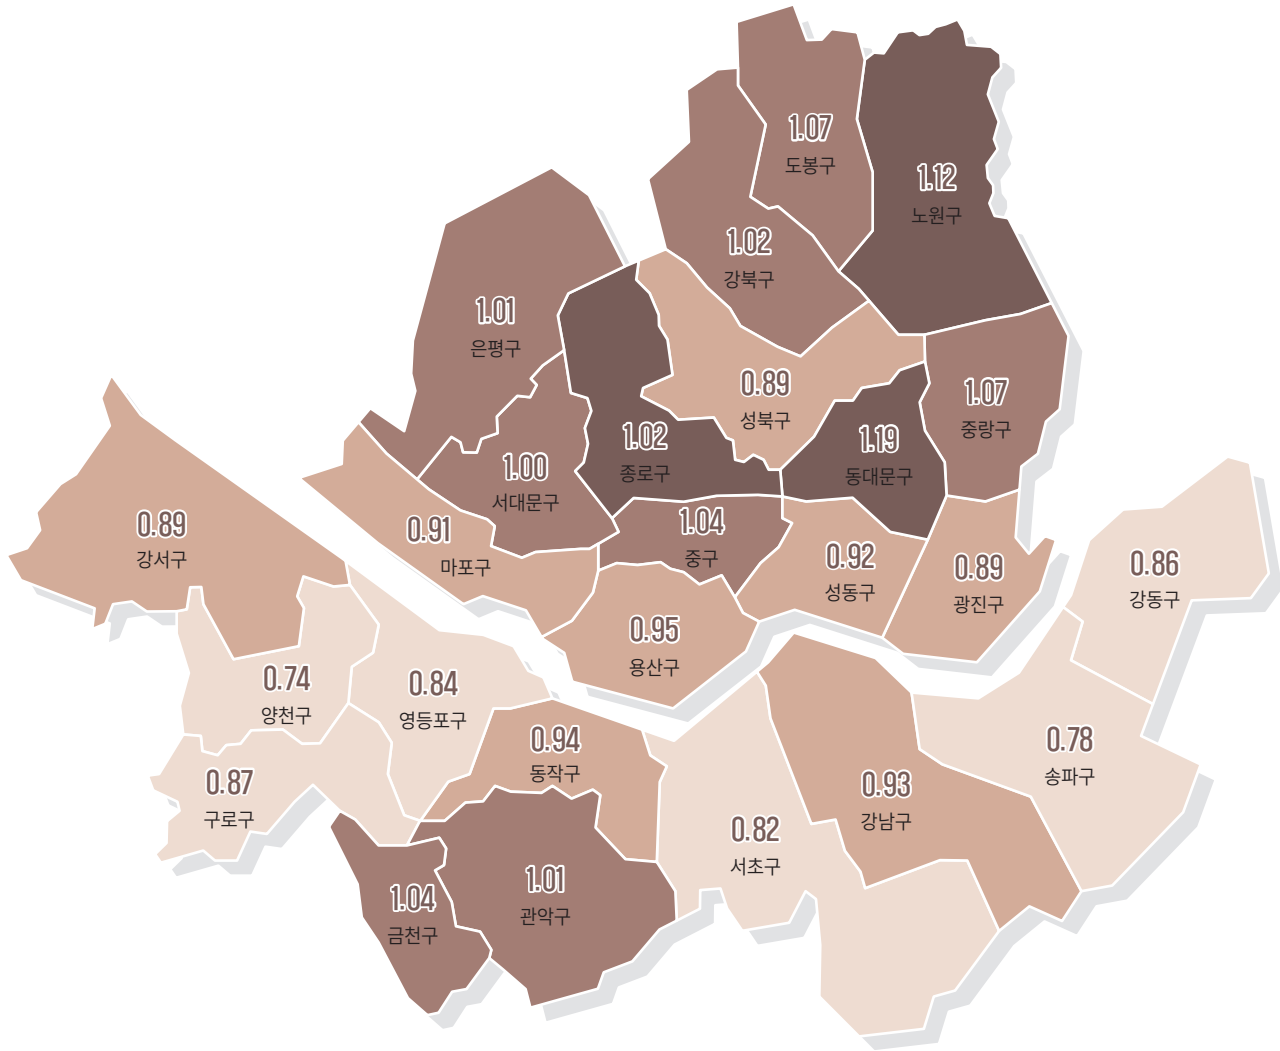 1.07
도봉구
1.12
노원구
1.02
강북구
1.01
은평구
0.89
성북구
1.07
중랑구
1.02
종로구
1.19
동대문구
1.00
서대문구
1.04
중구
0.91
마포구
0.89
강서구
0.92
성동구
0.89
광진구
0.86
강동구
0.95
용산구
0.74
양천구
0.84
영등포구
0.94
동작구
0.78
송파구
0.87
구로구
0.93
강남구
0.82
서초구
1.04
금천구
1.01
관악구